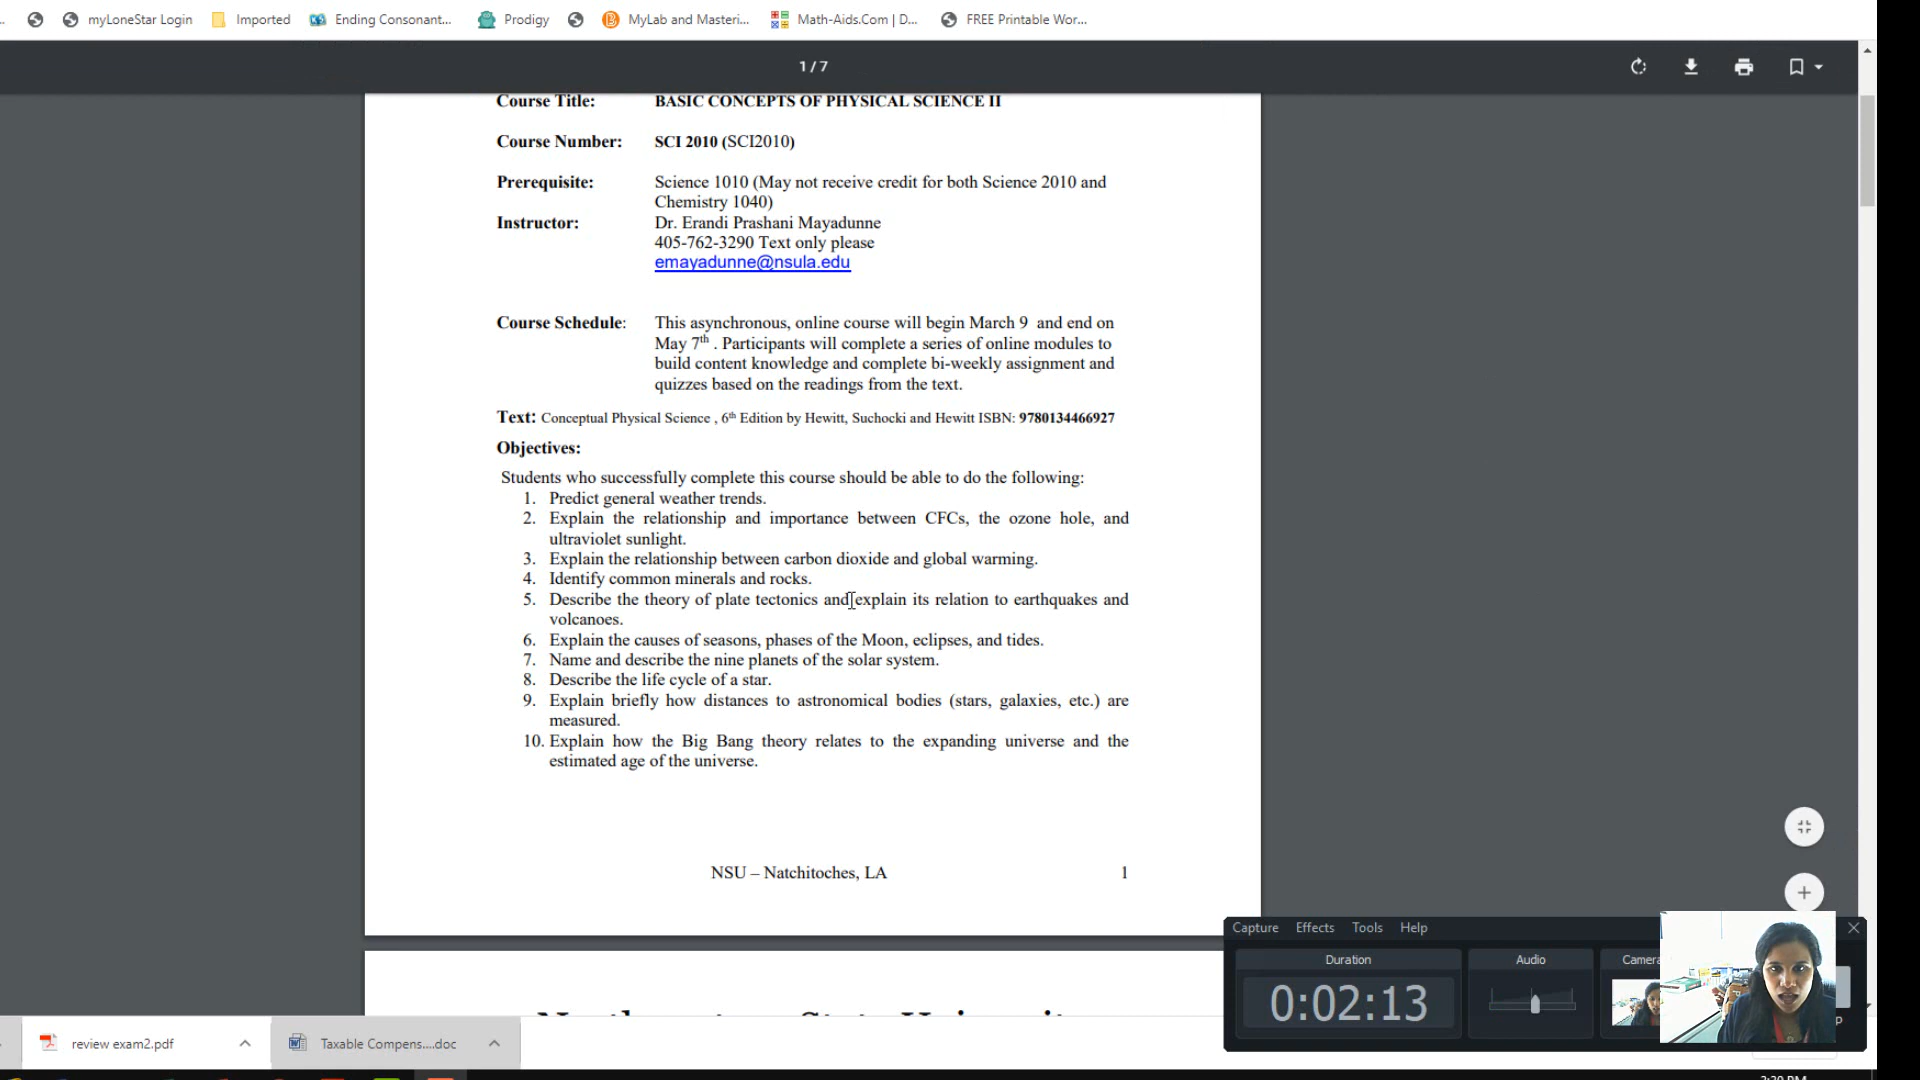 myLoneStar Login Imported Ending Consonant... Prodigy MyLab and Masteri... Math-Aids.Com | D... FREE Printable Wor...
1 / 7
Course Title: BASIC CONCEPTS OF PHYSICAL SCIENCE II
Course Number: SCI 2010 (SCI2010)
Prerequisite: Science 1010 (May not receive credit for both Science 2010 and
Chemistry 1040)
Instructor: Dr. Erandi Prashani Mayadunne
405-762-3290 Text only please
emayadunne@nsula.edu
Course Schedule: This asynchronous, online course will begin March 9 and end on
May 7th . Participants will complete a series of online modules to
build content knowledge and complete bi-weekly assignment and
quizzes based on the readings from the text.
Text: Conceptual Physical Science , 6th Edition by Hewitt, Suchocki and Hewitt ISBN: 9780134466927
Objectives:
Students who successfully complete this course should be able to do the following:
1. Predict general weather trends.
2. Explain the relationship and importance between CFCs, the ozone hole, and
ultraviolet sunlight.
3. Explain the relationship between carbon dioxide and global warming.
4. Identify common minerals and rocks.
5. Describe the theory of plate tectonics and explain its relation to earthquakes and
volcanoes.
6. Explain the causes of seasons, phases of the Moon, eclipses, and tides.
7. Name and describe the nine planets of the solar system.
8. Describe the life cycle of a star.
9. Explain briefly how distances to astronomical bodies (stars, galaxies, etc.) are
measured.
10. Explain how the Big Bang theory relates to the expanding universe and the
estimated age of the universe.
NSU – Natchitoches, LA 1
Capture Effects Tools Help
Duration Audio Camera
0:02:13
review exam2.pdf Taxable Compens....doc